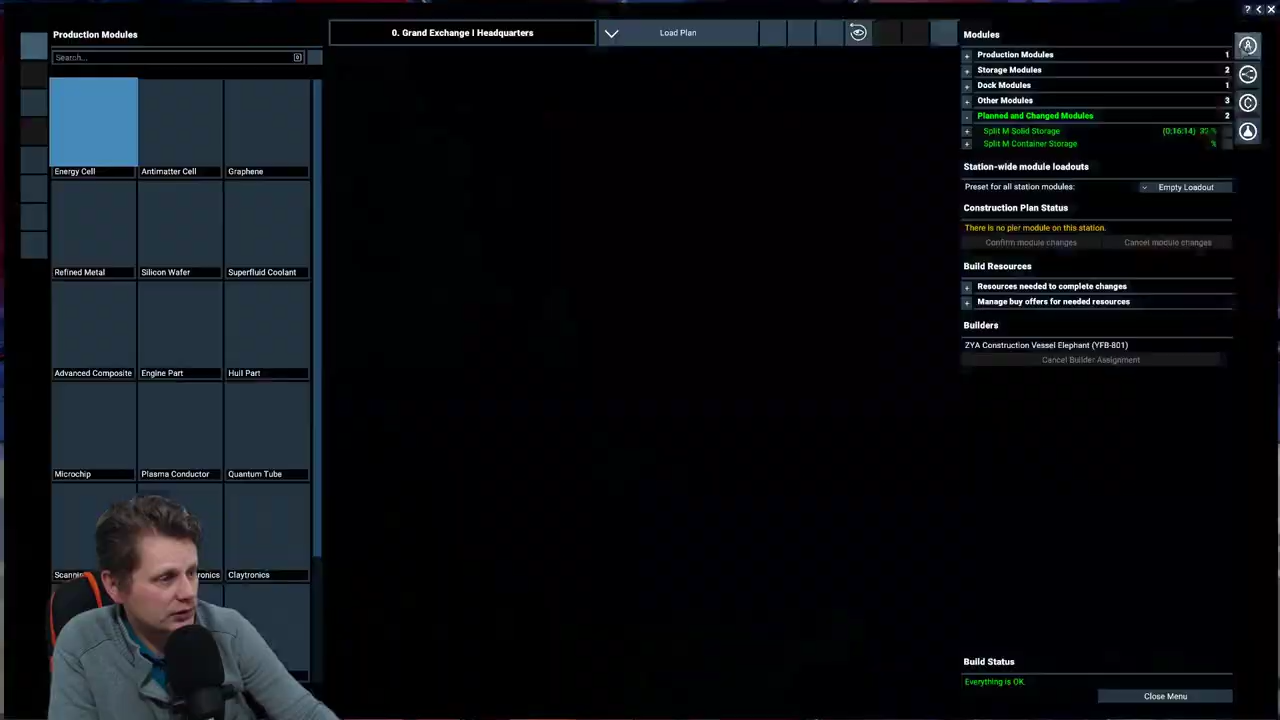 Production Modules
Search...
Energy Cell
Antimatter Cell
Graphene
Refined Metal
Silicon Wafer
Superfluid Coolant
Advanced Composite
Engine Part
Hull Part
Microchip
Plasma Conductor
Quantum Tube
Claytronics
0. Grand Exchange I Headquarters
Load Plan
?
Modules
Production Modules 1
Storage Modules 2
Dock Modules 1
Other Modules 3
Planned and Changed Modules 2
Split M Solid Storage (0:16:14)
Split M Container Storage %
Station-wide module loadouts
Preset for all station modules: Empty Loadout
Construction Plan Status
There is no pier module on this station.
Confirm module changes Cancel module changes
Build Resources
Resources needed to complete changes
Manage buy offers for needed resources
Builders
ZYA Construction Vessel Elephant (YFB-801)
Cancel Builder Assignment
Build Status
Everything is OK.
Close Menu